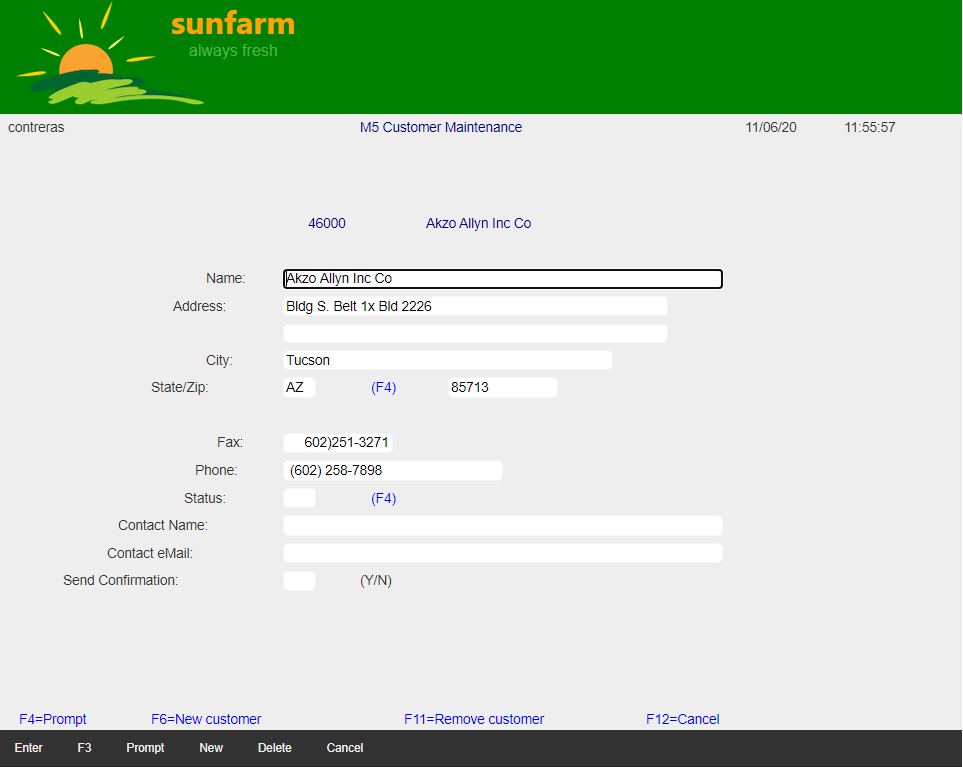 sunfarm
always fresh
contreras M5 Customer Maintenance 11/06/20 11:55:57
46000 Akzo Allyn Inc Co
Name: Akzo Allyn Inc Co
Address: Bldg S. Belt 1x Bld 2226
City: Tucson
State/Zip: AZ (F4) 85713
Fax: 602)251-3271
Phone: (602) 258-7898
Status: (F4)
Contact Name:
Contact eMail:
Send Confirmation: (Y/N)
F4=Prompt F6=New customer F11=Remove customer F12=Cancel
Enter F3 Prompt New Delete Cancel